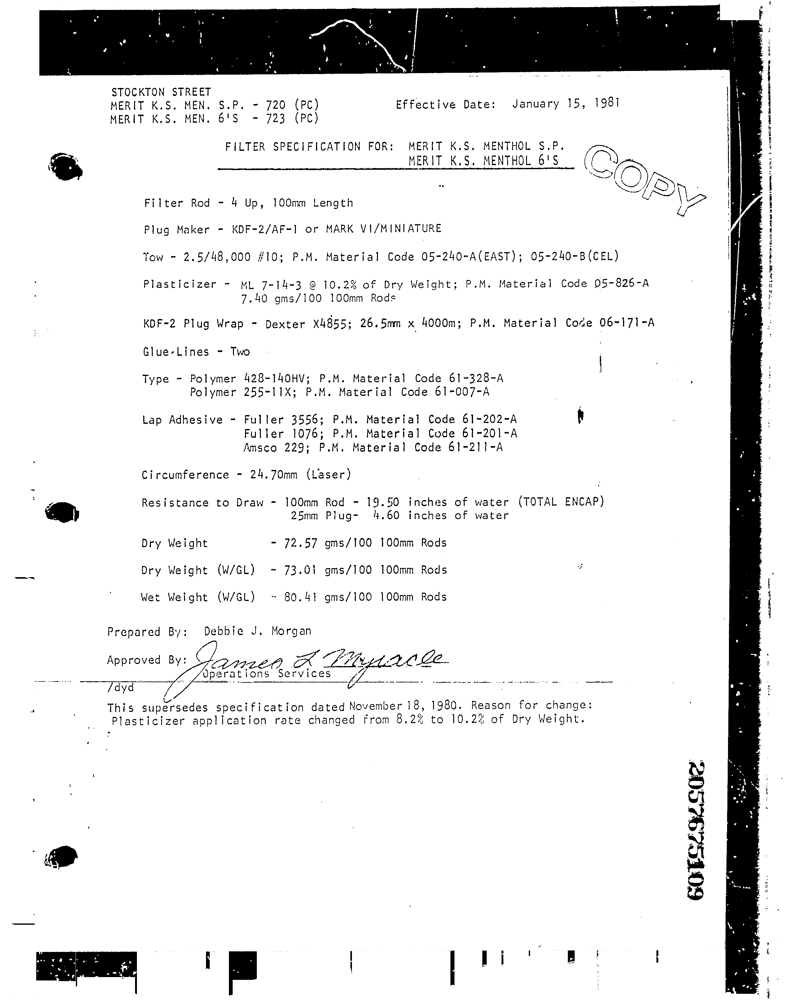 STOCKTON STREET
MERIT K.S. MEN. S.P. - 720 (PC)
MERIT K.S. MEN. 6'S - 723 (PC)
Effective Date: January 15, 1981
FILTER SPECIFICATION FOR: MERIT K.S. MENTHOL S.P.
MERIT K.S. MENTHOL 6'S
COPY
Filter Rod - 4 Up, 100mm Length
Plug Maker - KDF-2/AF-1 or MARK VI/MINIATURE
Tow - 2.5/48,000 #10; P.M. Material Code 05-240-A(EAST); 05-240-B(CEL)
Plasticizer - ML 7-14-3 @ 10.2% of Dry Weight; P.M. Material Code 05-826-A
7.40 gms/100 100mm Rods
KDF-2 Plug Wrap - Dexter X4855; 26.5mm x 4000m; P.M. Material Code 06-171-A
Glue-Lines - Two
Type - Polymer 428-140HV; P.M. Material Code 61-328-A
Polymer 255-11X; P.M. Material Code 61-007-A
Lap Adhesive - Fuller 3556; P.M. Material Code 61-202-A
Fuller 1076; P.M. Material Code 61-201-A
Amsco 229; P.M. Material Code 61-211-A
Circumference - 24.70mm (Laser)
Resistance to Draw - 100mm Rod - 19.50 inches of water (TOTAL ENCAP)
25mm Plug- 4.60 inches of water
Dry Weight - 72.57 gms/100 100mm Rods
Dry Weight (W/GL) - 73.01 gms/100 100mm Rods
Wet Weight (W/GL) - 80.41 gms/100 100mm Rods
Prepared By: Debbie J. Morgan
Approved By: James L Myracle
Operations Services
/dyd
This supersedes specification dated November 18, 1980. Reason for change:
Plasticizer application rate changed from 8.2% to 10.2% of Dry Weight.
2057675109